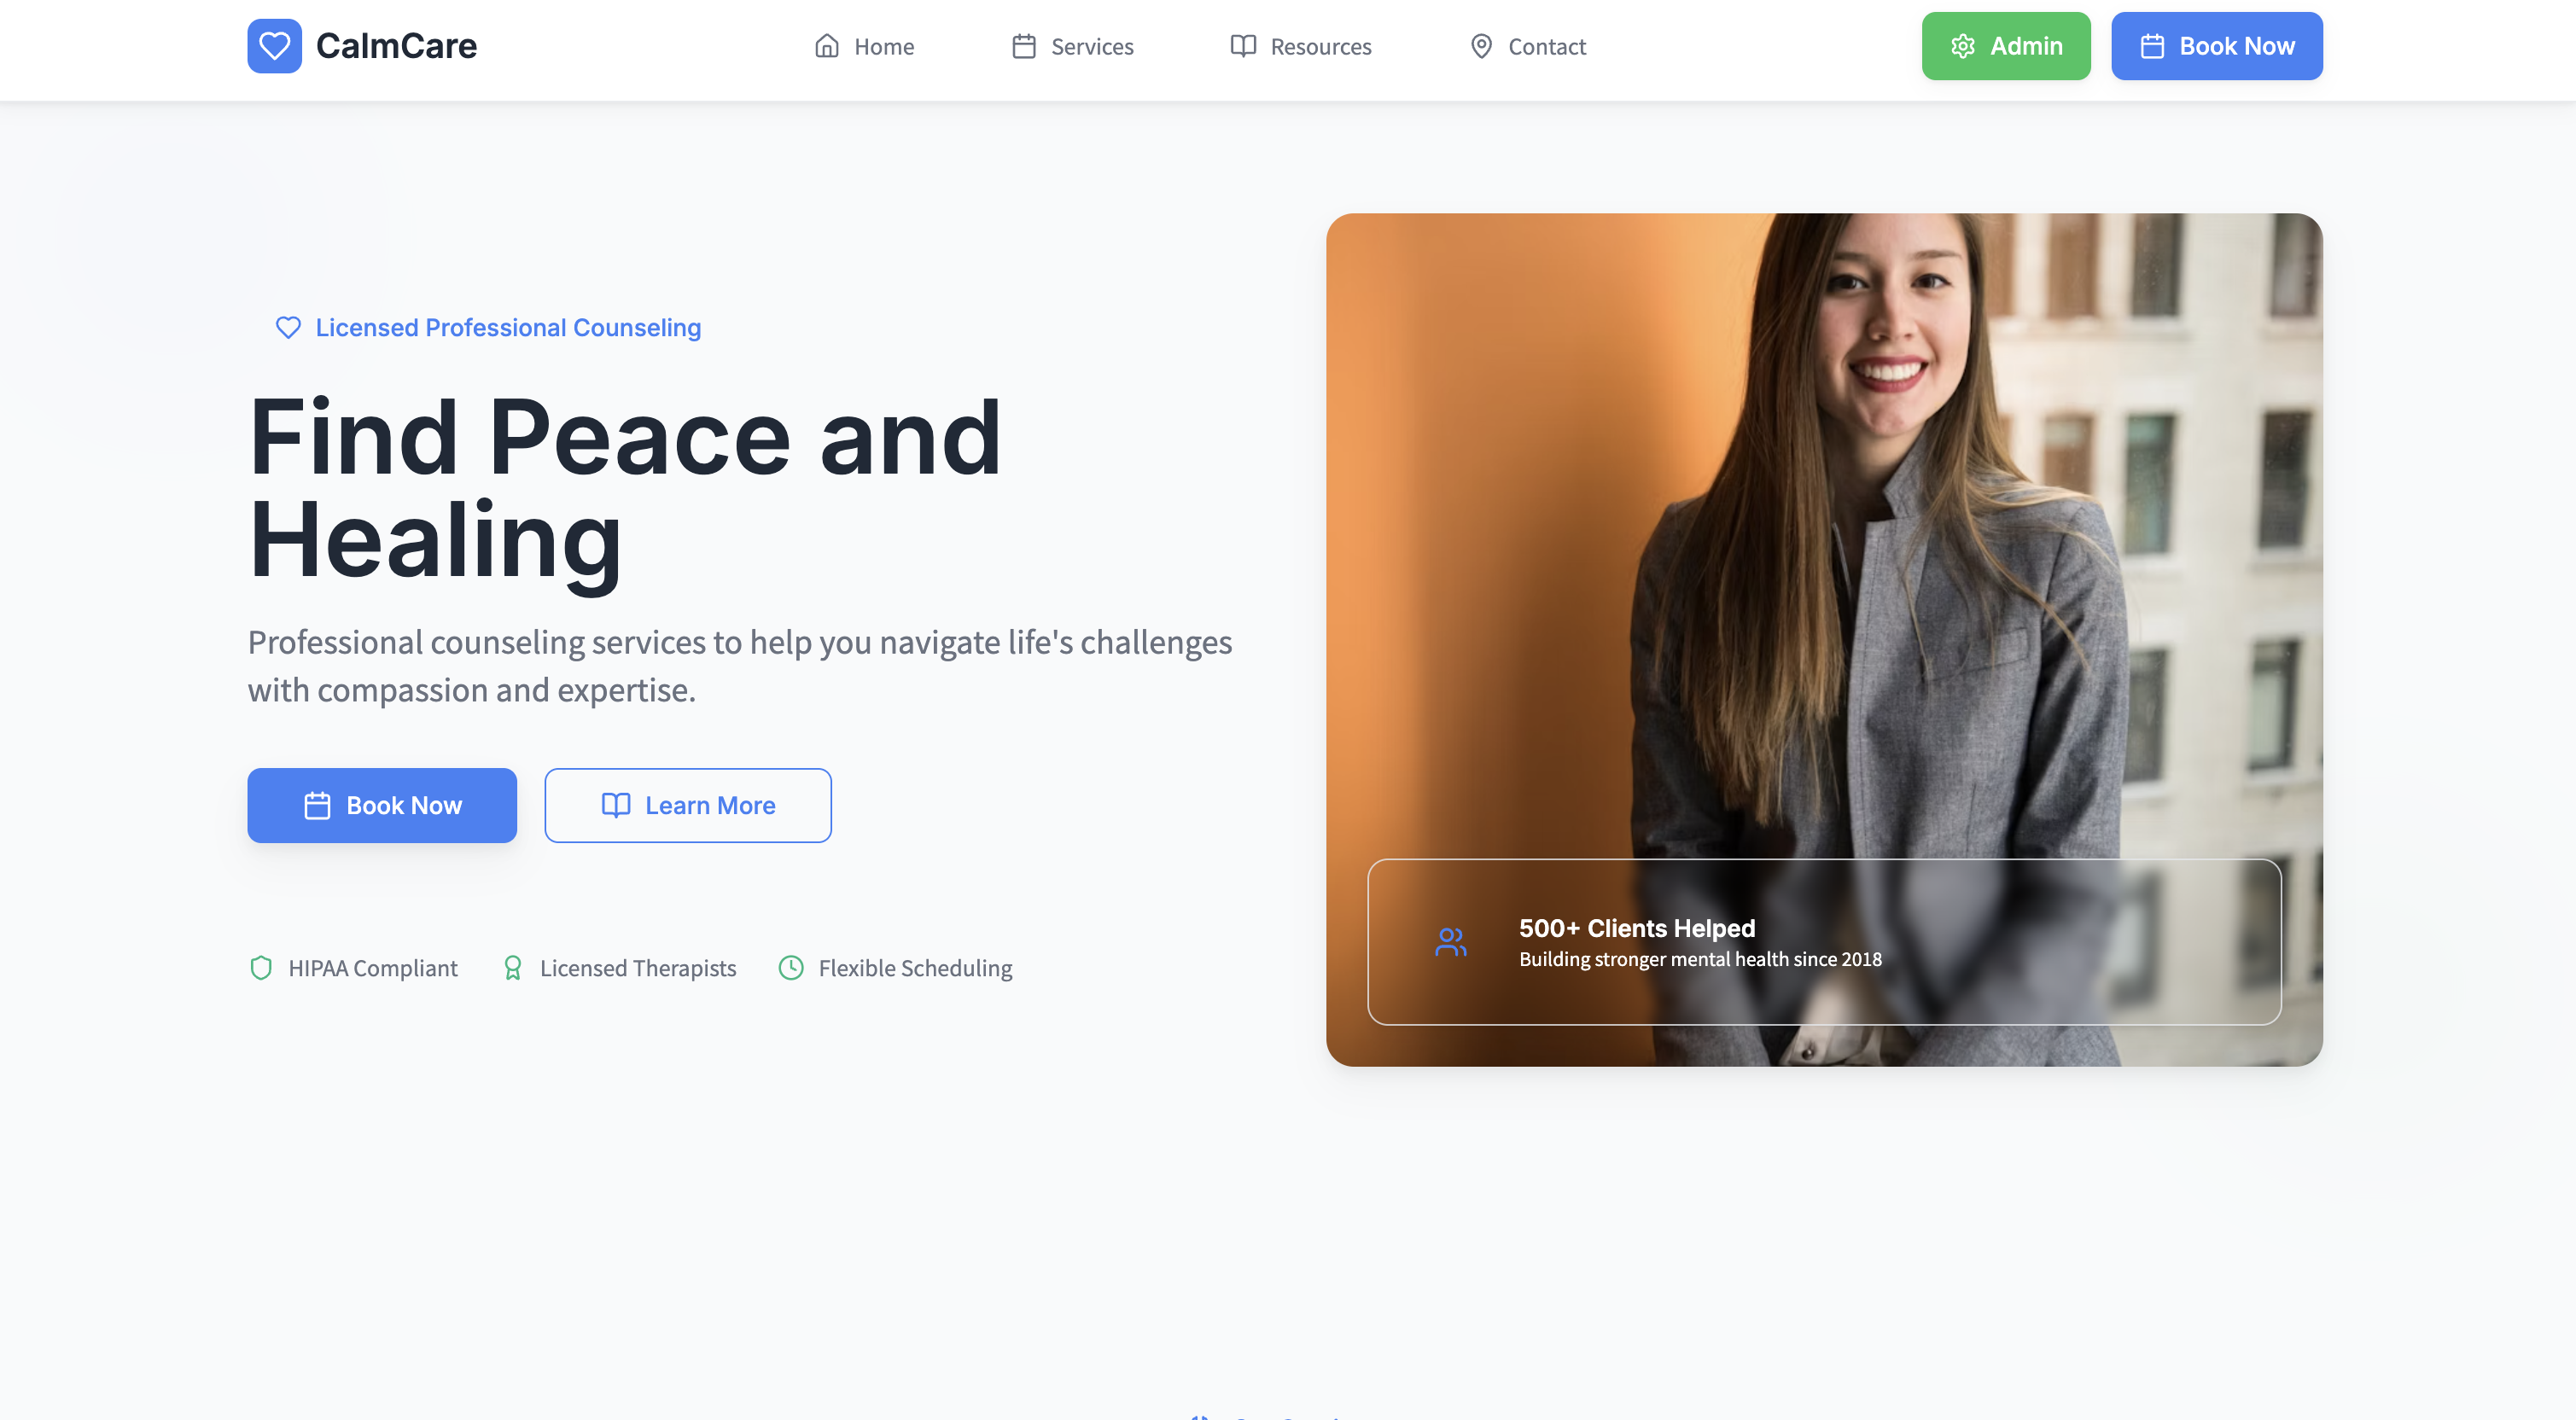 CalmCare
Home
Services
Resources
Contact
Admin
Book Now
Licensed Professional Counseling
Find Peace and
Healing
Professional counseling services to help you navigate life's challenges
with compassion and expertise.
Book Now
Learn More
HIPAA Compliant
Licensed Therapists
Flexible Scheduling
500+ Clients Helped
Building stronger mental health since 2018